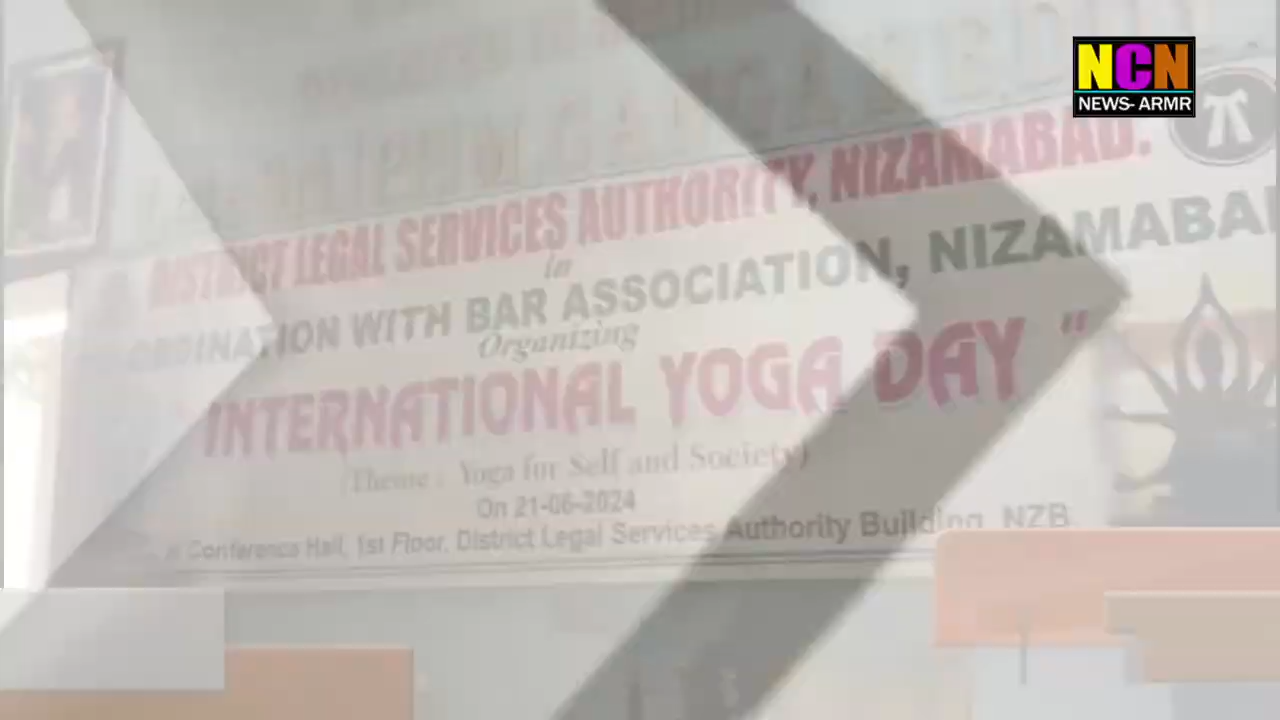 NCN
NEWS- ARMR
DISTRICT LEGAL SERVICES AUTHORITY, NIZAMABAD.
in
ORDINATION WITH BAR ASSOCIATION, NIZAMABA
Organizing
INTERNATIONAL YOGA DAY "
(Theme : Yoga for Self and Society)
On 21-06-2024
Conference Hall, 1st Floor, District Legal Services Authority Building, NZB